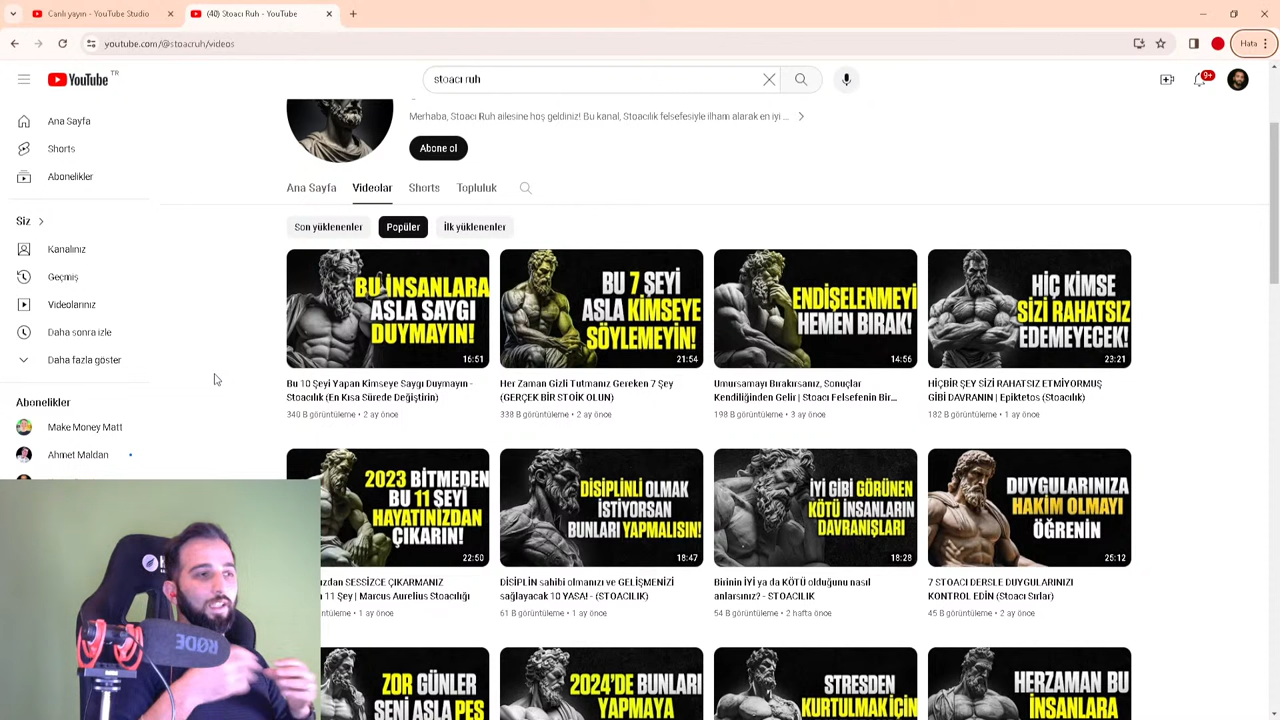 Canlı yayın - YouTube Studio
(40) Stoacı Ruh - YouTube
youtube.com/@stoacruh/videos
Hata
YouTube TR
stoacı ruh
9+
Ana Sayfa
Shorts
Abonelikler
Siz
Kanalınız
Geçmiş
Videolarınız
Daha sonra izle
Daha fazla göster
Abonelikler
Make Money Matt
Ahmet Maldan
Merhaba, Stoacı Ruh ailesine hoş geldiniz! Bu kanal, Stoacılık felsefesiyle ilham alarak en iyi ...
Abone ol
Ana Sayfa
Videolar
Shorts
Topluluk
Son yüklenenler
Popüler
İlk yüklenenler
BU İNSANLARA
ASLA SAYGI
DUYMAYIN!
16:51
Bu 10 Şeyi Yapan Kimseye Saygı Duymayın -
Stoacılık (En Kısa Sürede Değiştirin)
340 B görüntüleme • 2 ay önce
BU 7 ŞEYİ
ASLA KİMSEYE
SÖYLEMEYİN!
21:54
Her Zaman Gizli Tutmanız Gereken 7 Şey
(GERÇEK BİR STOİK OLUN)
338 B görüntüleme • 2 ay önce
ENDİŞELENMEYİ
HEMEN BIRAK!
14:56
Umursamayı Bırakırsanız, Sonuçlar
Kendiliğinden Gelir | Stoacı Felsefenin Bir...
198 B görüntüleme • 3 ay önce
HİÇ KİMSE
SİZİ RAHATSIZ
EDEMEYECEK!
23:21
HİÇBİR ŞEY SİZİ RAHATSIZ ETMİYORMUŞ
GİBİ DAVRANIN | Epiktetos (Stoacılık)
182 B görüntüleme • 1 ay önce
2023 BİTMEDEN
BU 11 ŞEYİ
HAYATINIZDAN
ÇIKARIN!
22:50
SESSİZCE ÇIKARMANIZ
11 Şey | Marcus Aurelius Stoacılığı
görüntüleme • 1 ay önce
DİSİPLİNLİ OLMAK
İSTİYORSAN
BUNLARI YAPMALISIN!
18:47
DİSİPLİN sahibi olmanızı ve GELİŞMENİZİ
sağlayacak 10 YASA! - (STOACILIK)
61 B görüntüleme • 1 ay önce
İYİ GİBİ GÖRÜNEN
KÖTÜ İNSANLARIN
DAVRANIŞLARI
18:28
Birinin İYİ ya da KÖTÜ olduğunu nasıl
anlarsınız? - STOACILIK
54 B görüntüleme • 2 hafta önce
DUYGULARINIZA
HAKİM OLMAYI
ÖĞRENİN
25:12
7 STOACI DERSLE DUYGULARINIZI
KONTROL EDİN (Stoacı Sırlar)
45 B görüntüleme • 2 ay önce
ZOR GÜNLER
SENİ ASLA PES
2024'DE BUNLARI
YAPMAYA
STRESDEN
KURTULMAK İÇİN
HERZAMAN BU
İNSANLARA
RØDE